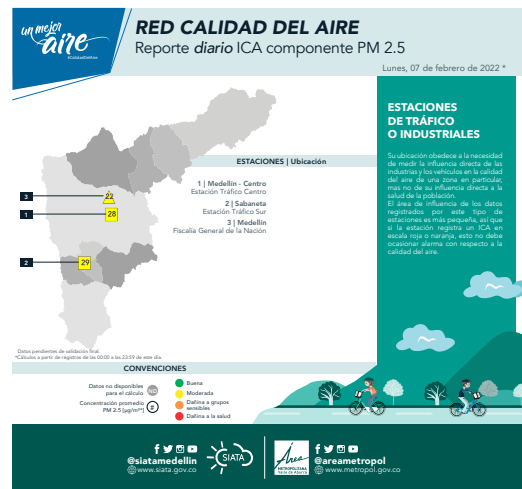 un mejor
aire
#CalidadDelAire
RED CALIDAD DEL AIRE
Reporte diario ICA componente PM 2.5
Lunes, 07 de febrero de 2022 *
ESTACIONES | Ubicación
1 | Medellín - Centro
Estación Tráfico Centro
2 | Sabaneta
Estación Tráfico Sur
3 | Medellín
Fiscalía General de la Nación
3
22
1
28
2
29
ESTACIONES
DE TRÁFICO
O INDUSTRIALES
Su ubicación obedece a la necesidad
de medir la influencia directa de las
industrias y los vehículos en la calidad
del aire de una zona en particular,
mas no de su influencia directa a la
salud de la población.
El área de influencia de los datos
registrados por este tipo de
estaciones es más pequeña, así que
si la estación registra un ICA en
escala roja o naranja, esto no debe
ocasionar alarma con respecto a la
calidad del aire.
Datos pendientes de validación final.
*Cálculos a partir de registros de las 00:00 a las 23:59 de este día.
CONVENCIONES
Datos no disponibles
para el cálculo
ND
Concentración promedio
PM 2.5 [µg/m³*]
#
Buena
Moderada
Dañina a grupos
sensibles
Dañina a la salud
@siatamedellin
www.siata.gov.co
SIATA
Área
METROPOLITANA
Valle de Aburrá
@areametropol
www.metropol.gov.co